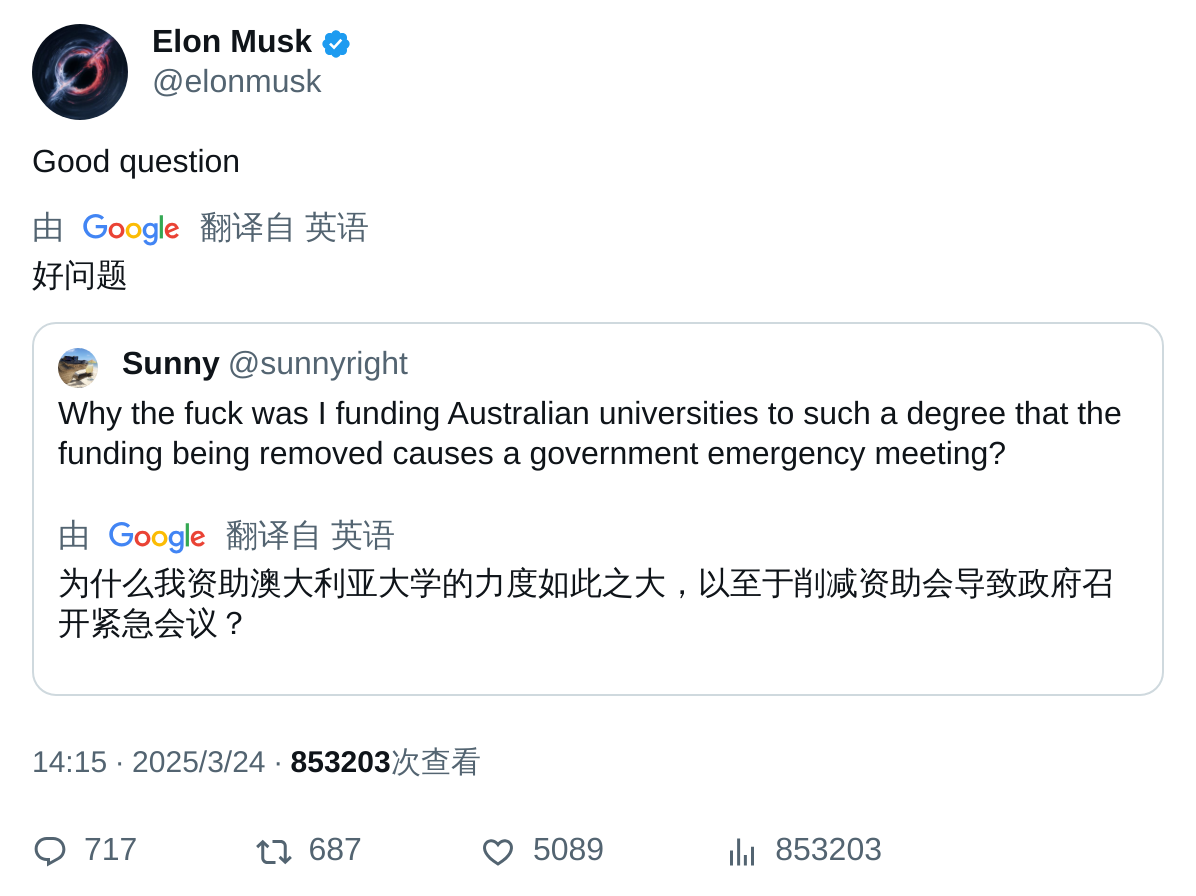 Elon Musk
@elonmusk
Good question
由 Google 翻译自 英语
好问题
Sunny @sunnyright
Why the fuck was I funding Australian universities to such a degree that the
funding being removed causes a government emergency meeting?
由 Google 翻译自 英语
为什么我资助澳大利亚大学的力度如此之大，以至于削减资助会导致政府召
开紧急会议？
14:15 · 2025/3/24 · 853203次查看
717 687 5089 853203